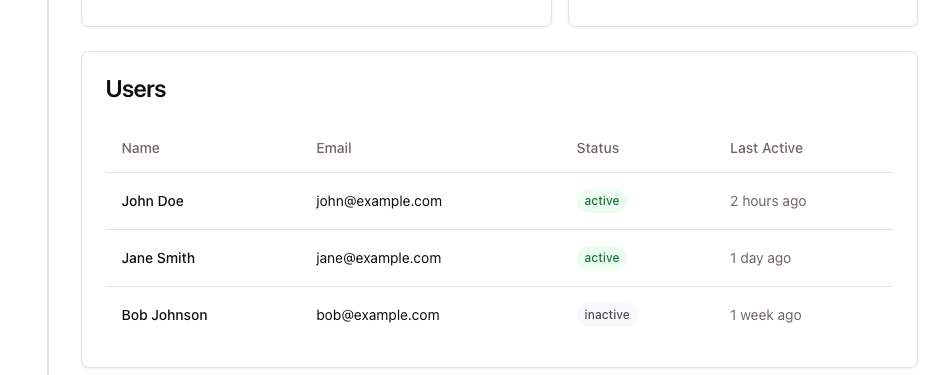 Users
Name Email Status Last Active
John Doe john@example.com active 2 hours ago
Jane Smith jane@example.com active 1 day ago
Bob Johnson bob@example.com inactive 1 week ago